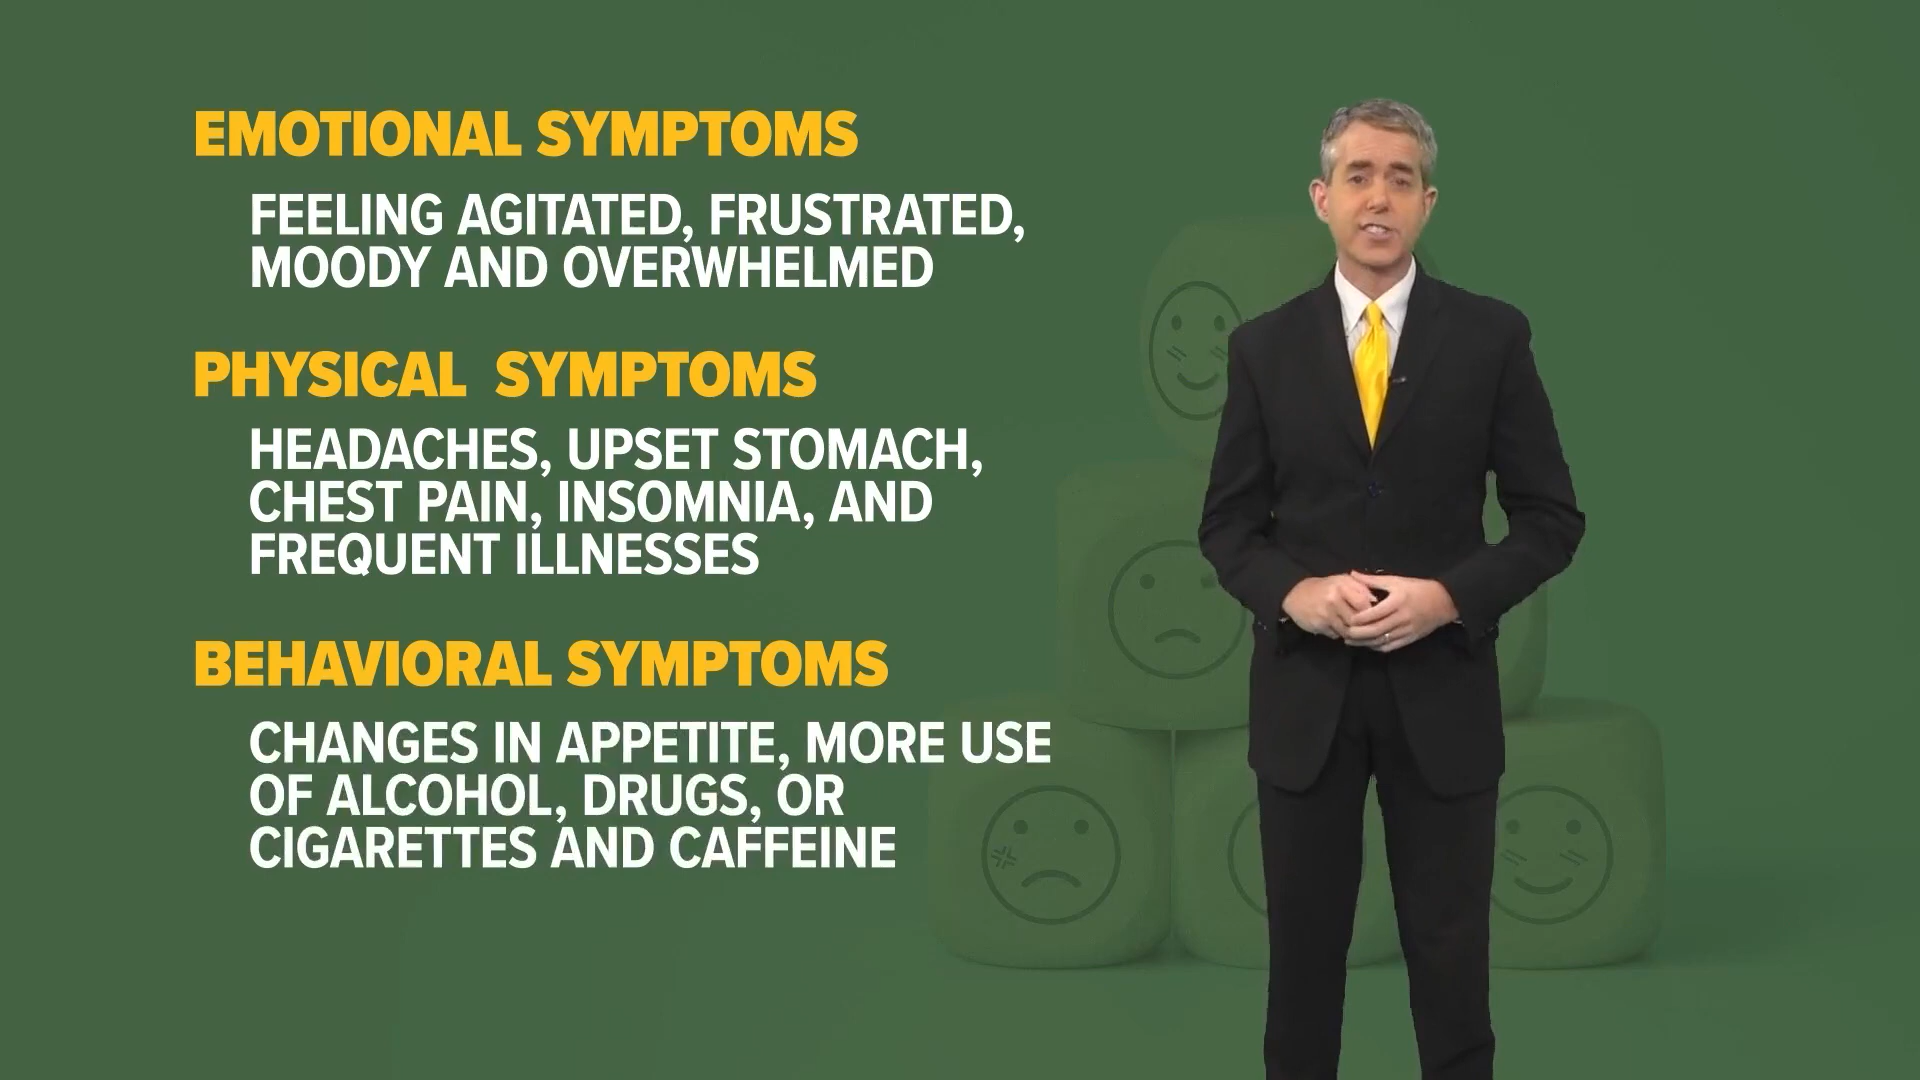 EMOTIONAL SYMPTOMS
FEELING AGITATED, FRUSTRATED,
MOODY AND OVERWHELMED
PHYSICAL SYMPTOMS
HEADACHES, UPSET STOMACH,
CHEST PAIN, INSOMNIA, AND
FREQUENT ILLNESSES
BEHAVIORAL SYMPTOMS
CHANGES IN APPETITE, MORE USE
OF ALCOHOL, DRUGS, OR
CIGARETTES AND CAFFEINE